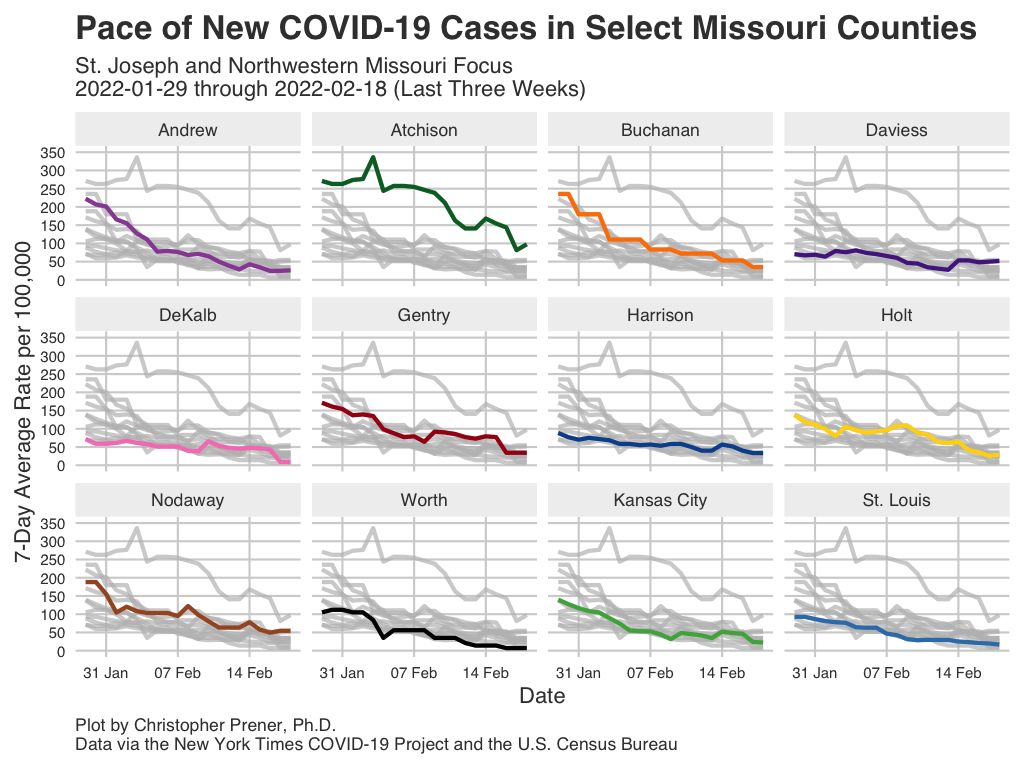 Pace of New COVID-19 Cases in Select Missouri Counties
St. Joseph and Northwestern Missouri Focus
2022-01-29 through 2022-02-18 (Last Three Weeks)
Andrew Atchison Buchanan Daviess
350
300
250
200
150
100
50
0
DeKalb Gentry Harrison Holt
350
300
250
200
150
100
50
0
Nodaway Worth Kansas City St. Louis
350
300
250
200
150
100
50
0
7-Day Average Rate per 100,000
31 Jan 07 Feb 14 Feb 31 Jan 07 Feb 14 Feb 31 Jan 07 Feb 14 Feb 31 Jan 07 Feb 14 Feb
Date
Plot by Christopher Prener, Ph.D.
Data via the New York Times COVID-19 Project and the U.S. Census Bureau